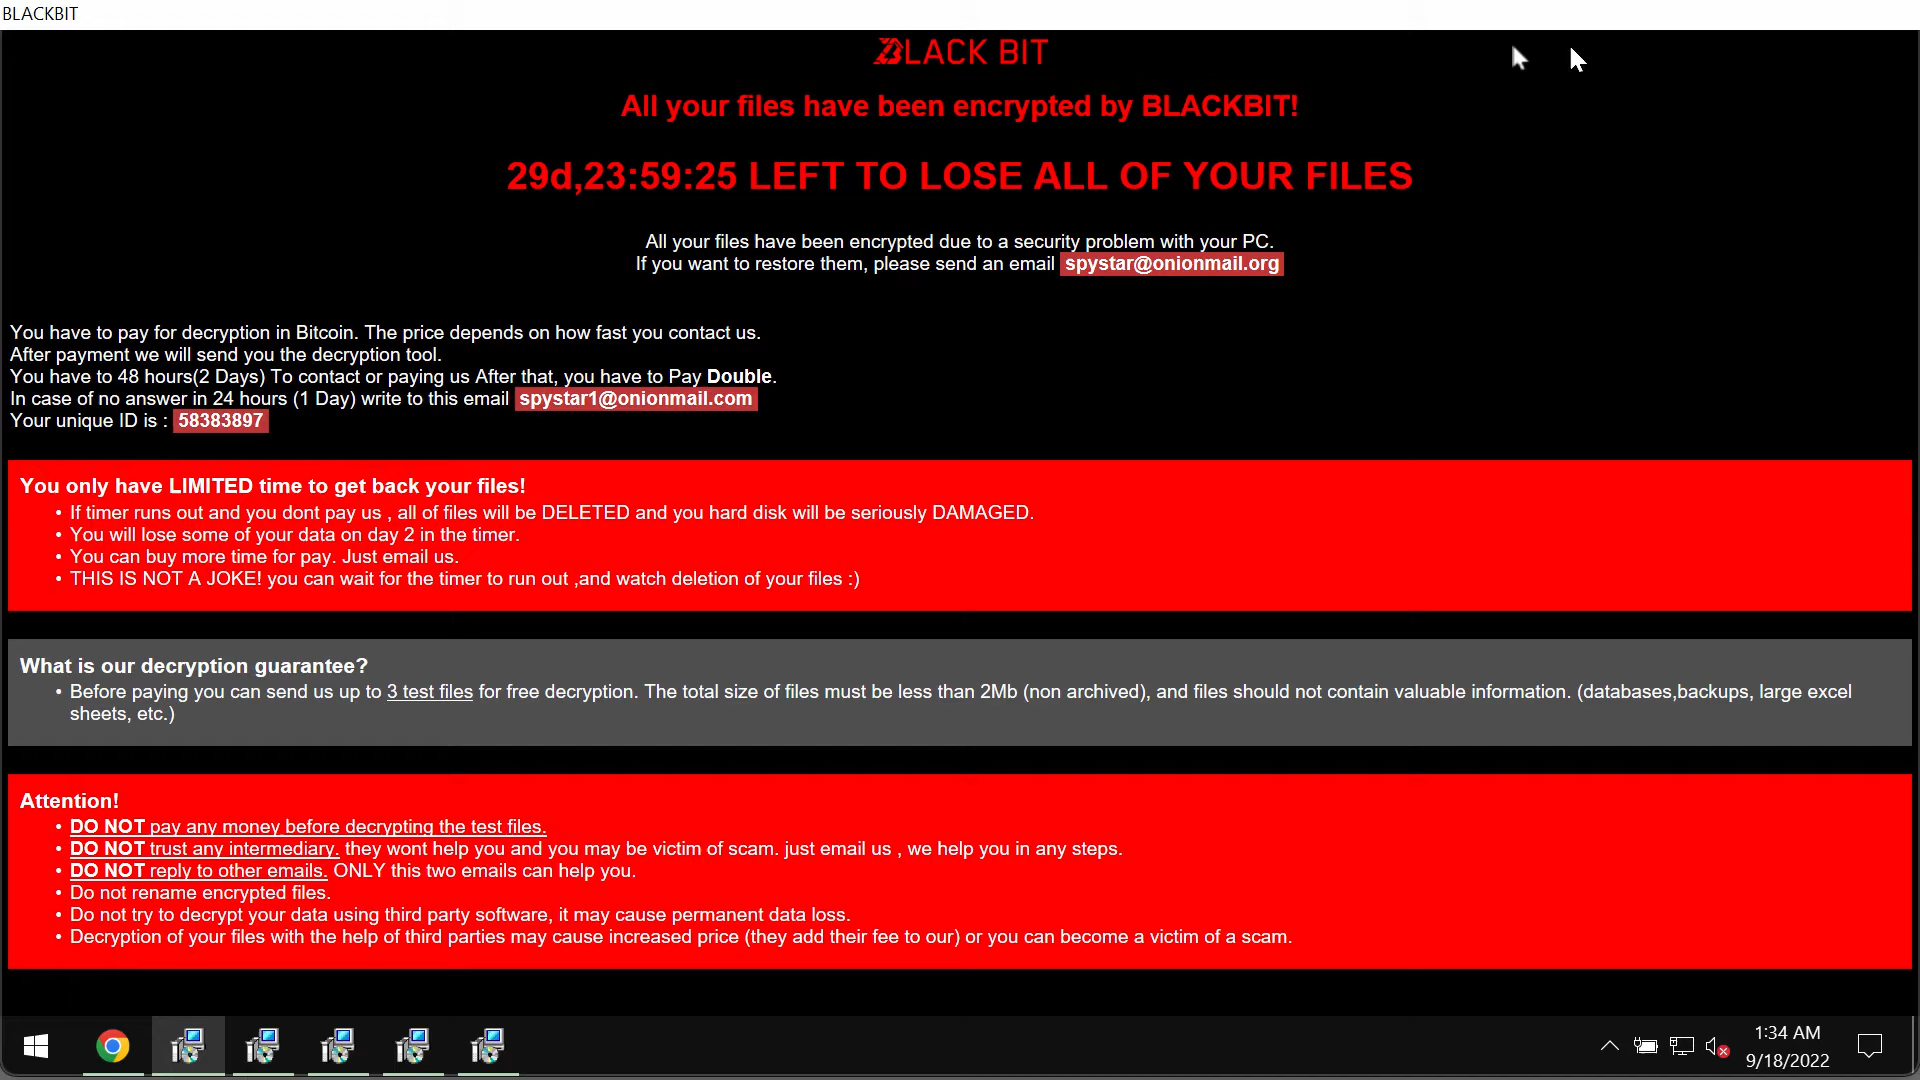 BLACKBIT
BLACK BIT
All your files have been encrypted by BLACKBIT!
29d,23:59:25 LEFT TO LOSE ALL OF YOUR FILES
All your files have been encrypted due to a security problem with your PC.
If you want to restore them, please send an email spystar@onionmail.org
You have to pay for decryption in Bitcoin. The price depends on how fast you contact us.
After payment we will send you the decryption tool.
You have to 48 hours(2 Days) To contact or paying us After that, you have to Pay Double.
In case of no answer in 24 hours (1 Day) write to this email spystar1@onionmail.com
Your unique ID is : 58383897
You only have LIMITED time to get back your files!
• If timer runs out and you dont pay us , all of files will be DELETED and you hard disk will be seriously DAMAGED.
• You will lose some of your data on day 2 in the timer.
• You can buy more time for pay. Just email us.
• THIS IS NOT A JOKE! you can wait for the timer to run out ,and watch deletion of your files :)
What is our decryption guarantee?
• Before paying you can send us up to 3 test files for free decryption. The total size of files must be less than 2Mb (non archived), and files should not contain valuable information. (databases,backups, large excel
sheets, etc.)
Attention!
• DO NOT pay any money before decrypting the test files.
• DO NOT trust any intermediary. they wont help you and you may be victim of scam. just email us , we help you in any steps.
• DO NOT reply to other emails. ONLY this two emails can help you.
• Do not rename encrypted files.
• Do not try to decrypt your data using third party software, it may cause permanent data loss.
• Decryption of your files with the help of third parties may cause increased price (they add their fee to our) or you can become a victim of a scam.
1:34 AM
9/18/2022